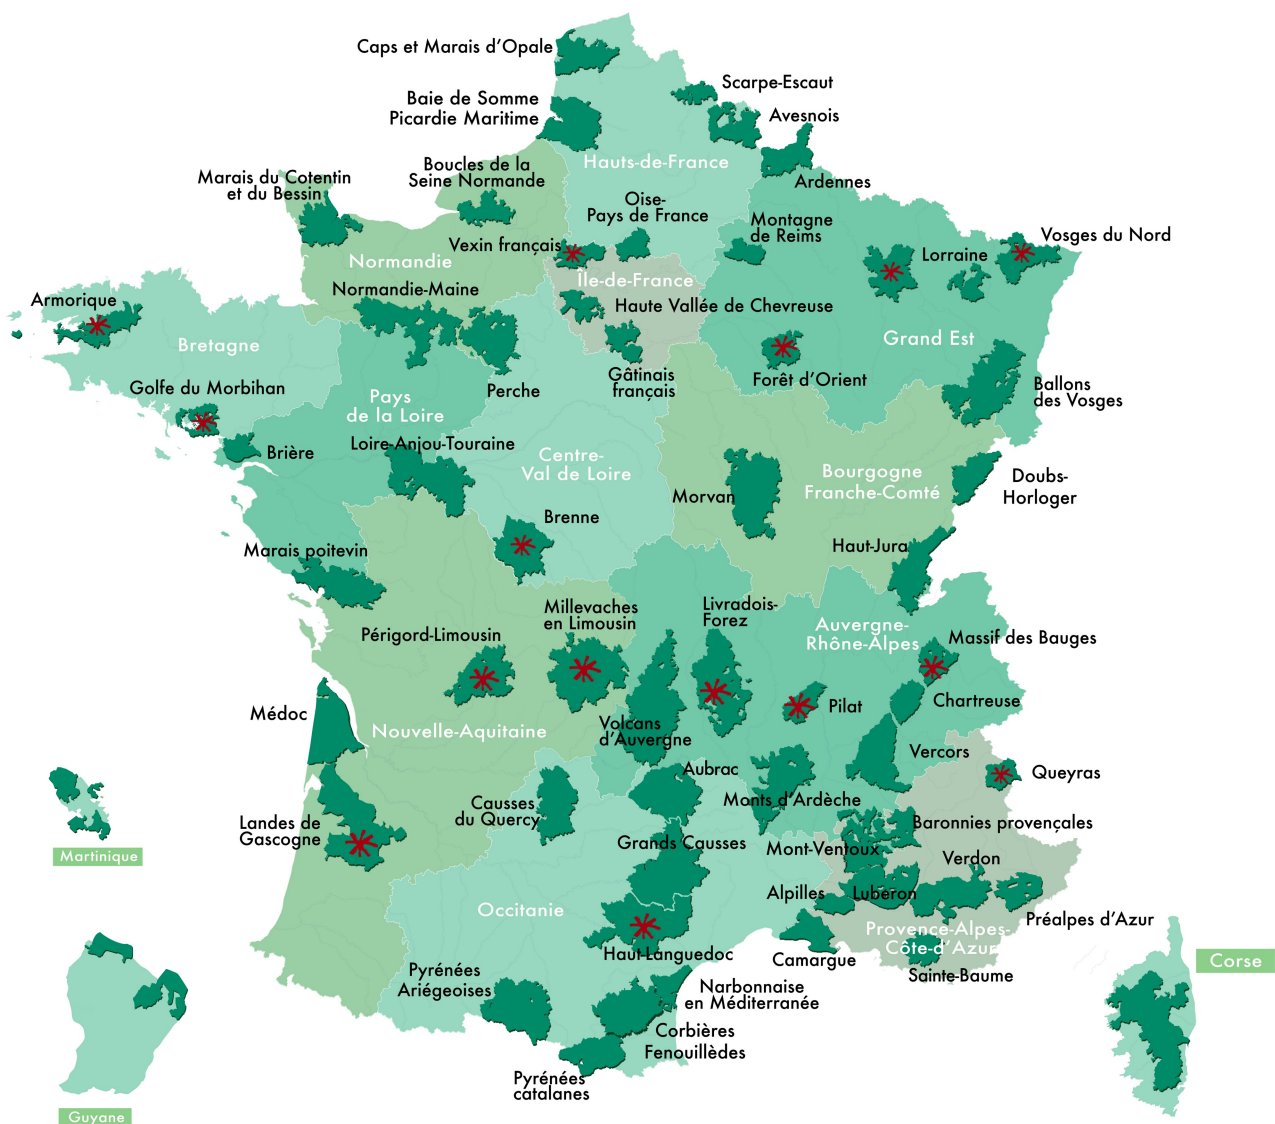 Caps et Marais d’Opale
Scarpe-Escaut
Baie de Somme
Picardie Maritime
Avesnois
Hauts-de-France
Boucles de la
Seine Normande
Marais du Cotentin
et du Bessin
Ardennes
Oise-
Pays de France
Montagne
de Reims
Vosges du Nord
Vexin français
Lorraine
Normandie
Île-de-France
Normandie-Maine
Armorique
Haute Vallée de Chevreuse
Grand Est
Bretagne
Golfe du Morbihan
Gâtinais
français
Forêt d’Orient
Ballons
des Vosges
Perche
Pays
de la Loire
Loire-Anjou-Touraine
Brière
Centre-
Val de Loire
Bourgogne
Franche-Comté
Doubs-
Horloger
Morvan
Brenne
Haut-Jura
Marais poitevin
Millevaches
en Limousin
Livradois-
Forez
Périgord-Limousin
Auvergne-
Rhône-Alpes
Massif des Bauges
Chartreuse
Médoc
Pilat
Nouvelle-Aquitaine
Volcans
d’Auvergne
Vercors
Queyras
Aubrac
Causses
du Quercy
Monts d’Ardèche
Landes de
Gascogne
Baronnies provençales
Grands Causses
Mont-Ventoux
Verdon
Martinique
Alpilles
Luberon
Occitanie
Préalpes d’Azur
Provence-Alpes-
Côte-d’Azur
Haut-Languedoc
Camargue
Corse
Sainte-Baume
Pyrénées
Ariégeoises
Narbonnaise
en Méditerranée
Corbières
Fenouillèdes
Pyrénées
catalanes
Guyane